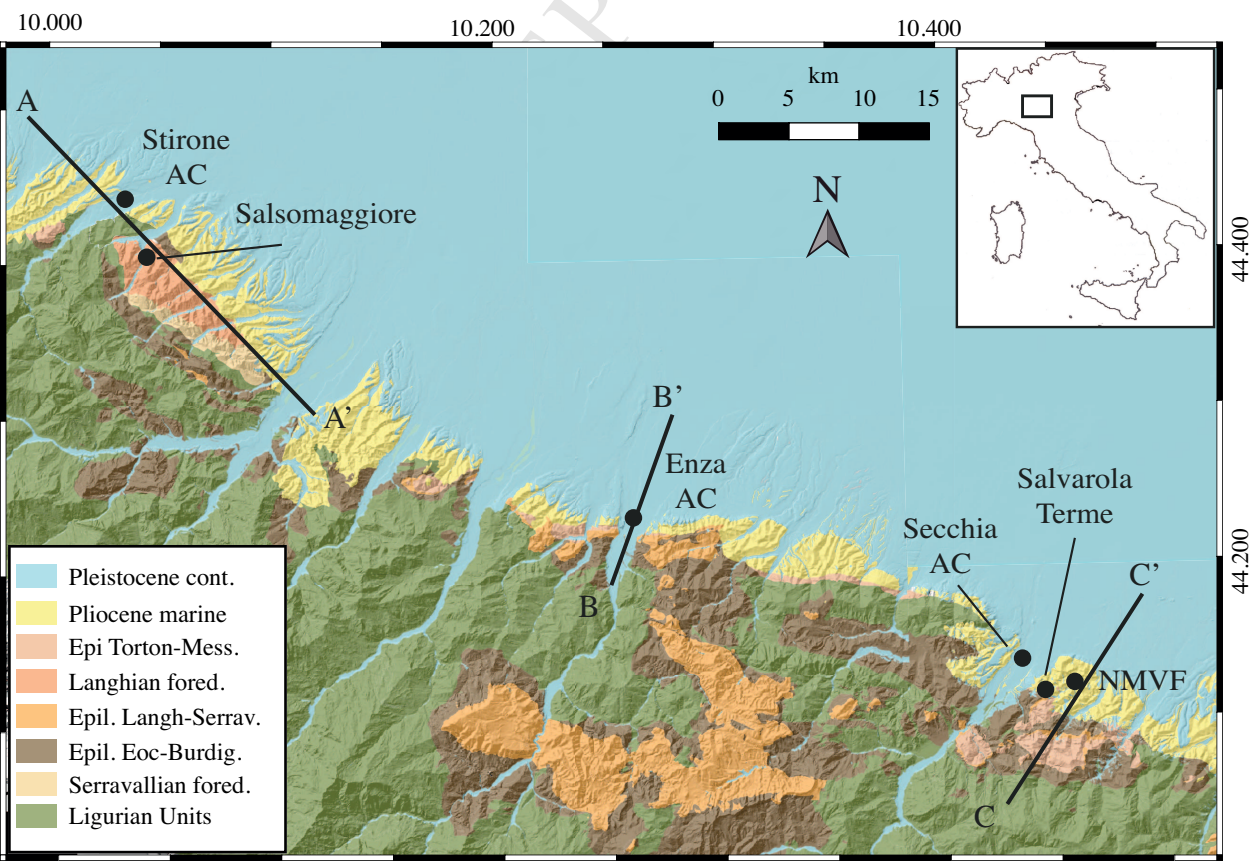 10.000
10.200
10.400
km
0 5 10 15
A
Stirone
AC
N
Salsomaggiore
44.400
B’
A’
Enza
AC
Salvarola
Terme
Secchia
AC
44.200
C’
B
NMVF
C
Pleistocene cont.
Pliocene marine
Epi Torton-Mess.
Langhian fored.
Epil. Langh-Serrav.
Epil. Eoc-Burdig.
Serravallian fored.
Ligurian Units